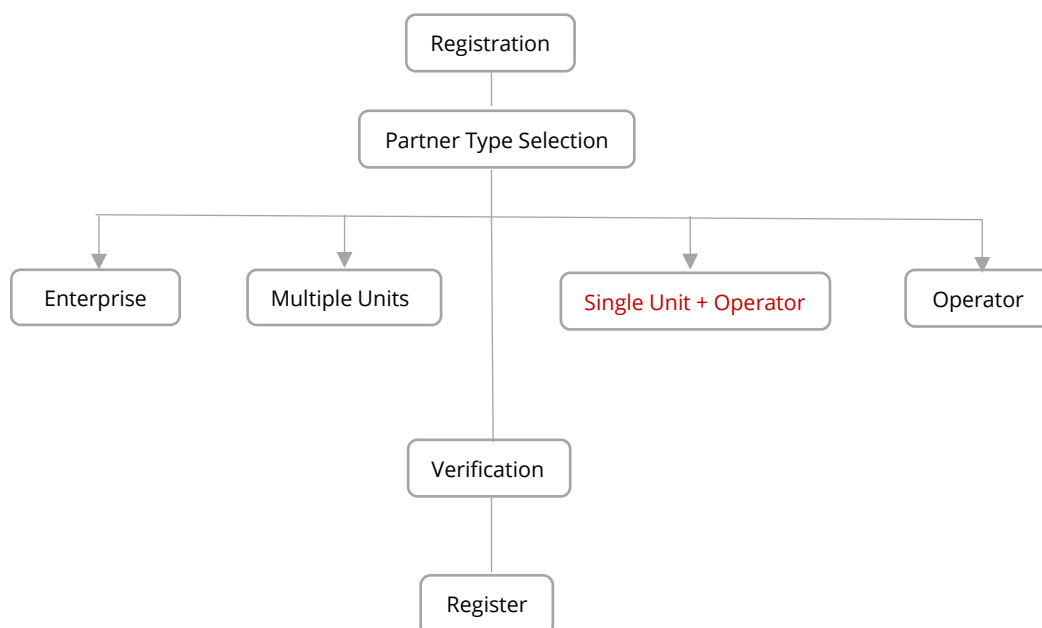 Registration
Partner Type Selection
Enterprise
Multiple Units
Single Unit + Operator
Operator
Verification
Register